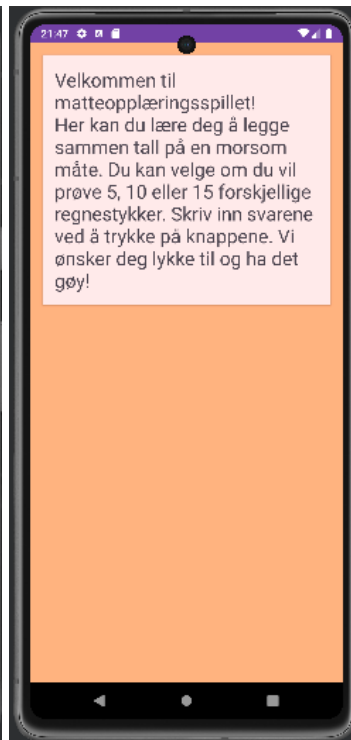 21:47
Velkommen til
matteopplæringsspillet!
Her kan du lære deg å legge
sammen tall på en morsom
måte. Du kan velge om du vil
prøve 5, 10 eller 15 forskjellige
regnestykker. Skriv inn svarene
ved å trykke på knappene. Vi
ønsker deg lykke til og ha det
gøy!